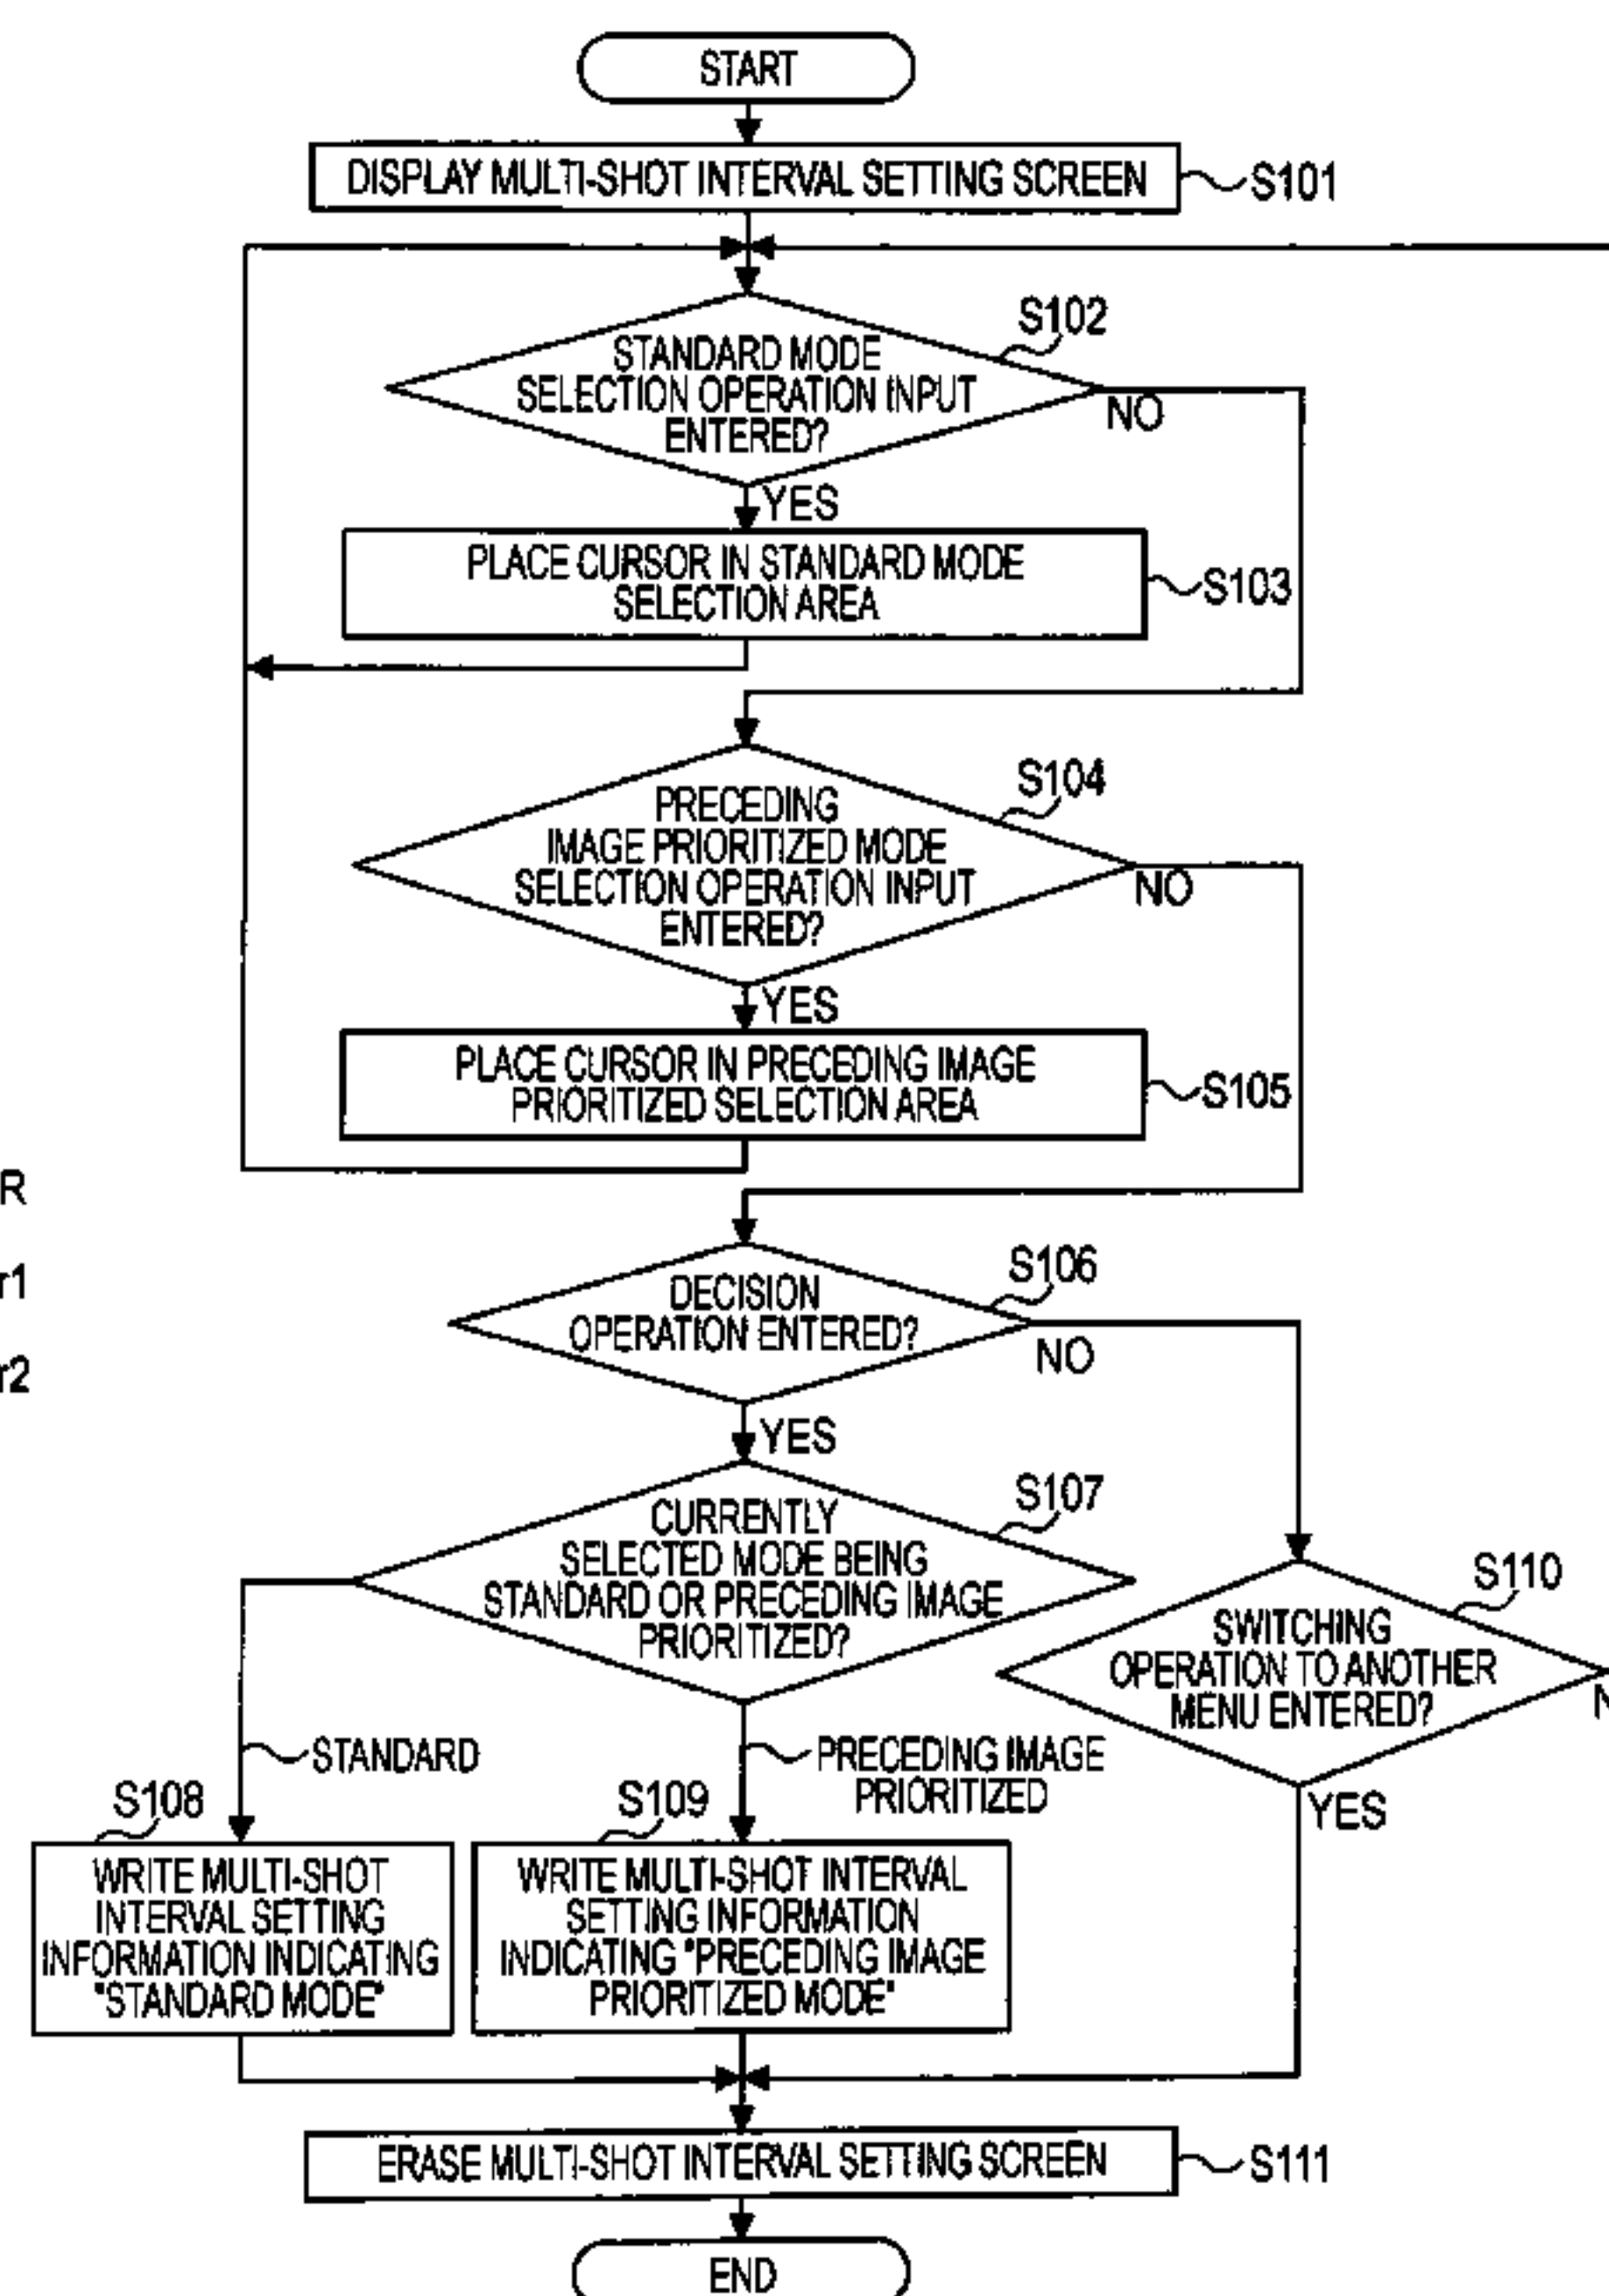 START
DISPLAY MULTI-SHOT INTERVAL SETTING SCREEN
S101
S102
STANDARD MODE
SELECTION OPERATION INPUT
ENTERED?
NO
YES
PLACE CURSOR IN STANDARD MODE
SELECTION AREA
S103
S104
PRECEDING
IMAGE PRIORITIZED MODE
SELECTION OPERATION INPUT
ENTERED?
NO
YES
PLACE CURSOR IN PRECEDING IMAGE
PRIORITIZED SELECTION AREA
S105
R
r1
r2
S106
DECISION
OPERATION ENTERED?
NO
YES
S107
CURRENTLY
SELECTED MODE BEING
STANDARD OR PRECEDING IMAGE
PRIORITIZED?
S110
SWITCHING
OPERATION TO ANOTHER
MENU ENTERED?
YES
STANDARD
PRECEDING IMAGE
PRIORITIZED
S108
WRITE MULTI-SHOT
INTERVAL SETTING
INFORMATION INDICATING
"STANDARD MODE"
S109
WRITE MULTI-SHOT INTERVAL
SETTING INFORMATION
INDICATING "PRECEDING IMAGE
PRIORITIZED MODE"
ERASE MULTI-SHOT INTERVAL SETTING SCREEN
S111
END